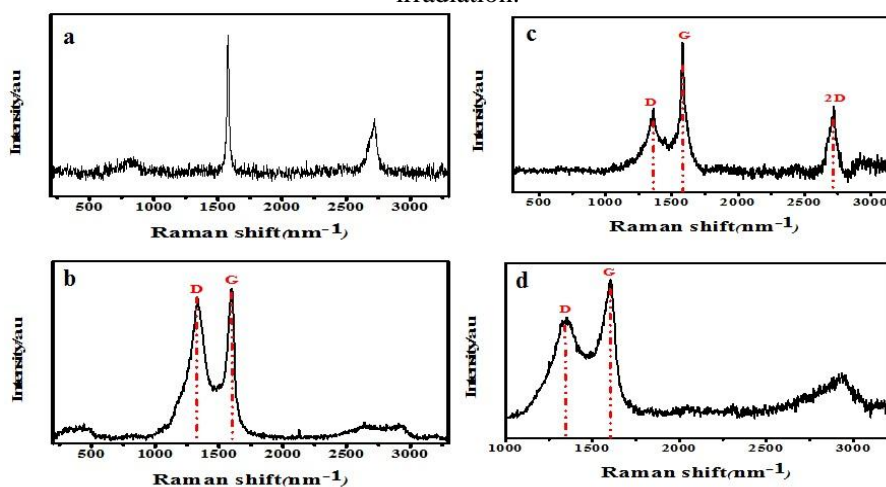 irradiation.
a
Intensity/au
500 1000 1500 2000 2500 3000
Raman shift(nm⁻¹)
c
D G 2D
Intensity/au
500 1000 1500 2000 2500 3000
Raman shift(nm⁻¹)
b
D G
Intensity/au
500 1000 1500 2000 2500 3000
Raman shift(nm⁻¹)
d
D G
Intensity/au
1000 1500 2000 2500 3000
Raman shift(nm⁻¹)